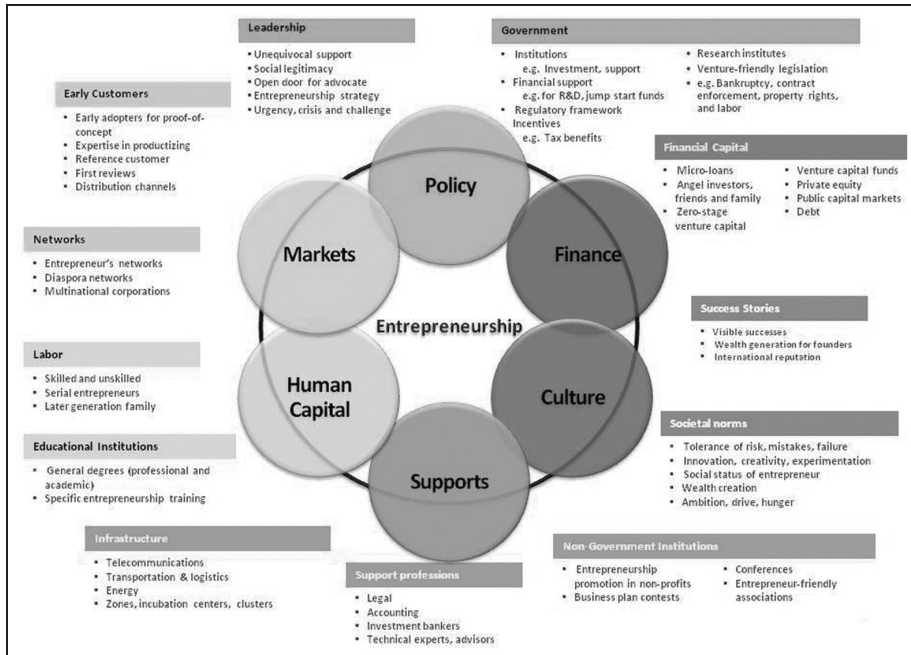 Leadership
▪ Unequivocal support
▪ Social legitimacy
▪ Open door for advocate
▪ Entrepreneurship strategy
▪ Urgency, crisis and challenge
Government
▪ Institutions
e.g. Investment, support
▪ Financial support
e.g. for R&D, jump start funds
▪ Regulatory framework
Incentives
e.g. Tax benefits
▪ Research institutes
▪ Venture-friendly legislation
▪ e.g. Bankruptcy, contract
enforcement, property rights,
and labor
Early Customers
▪ Early adopters for proof-of-
concept
▪ Expertise in productizing
▪ Reference customer
▪ First reviews
▪ Distribution channels
Financial Capital
▪ Micro-loans
▪ Angel investors,
friends and family
▪ Zero-stage
venture capital
▪ Venture capital funds
▪ Private equity
▪ Public capital markets
▪ Debt
Policy
Markets
Finance
Networks
▪ Entrepreneur's networks
▪ Diaspora networks
▪ Multinational corporations
Entrepreneurship
Success Stories
▪ Visible successes
▪ Wealth generation for founders
▪ International reputation
Labor
▪ Skilled and unskilled
▪ Serial entrepreneurs
▪ Later generation family
Human
Capital
Culture
Societal norms
▪ Tolerance of risk, mistakes, failure
▪ Innovation, creativity, experimentation
▪ Social status of entrepreneur
▪ Wealth creation
▪ Ambition, drive, hunger
Educational Institutions
▪ General degrees (professional and
academic)
▪ Specific entrepreneurship training
Supports
Infrastructure
▪ Telecommunications
▪ Transportation & logistics
▪ Energy
▪ Zones, incubation centers, clusters
Support professions
▪ Legal
▪ Accounting
▪ Investment bankers
▪ Technical experts, advisors
Non-Government Institutions
▪ Entrepreneurship
promotion in non-profits
▪ Business plan contests
▪ Conferences
▪ Entrepreneur-friendly
associations